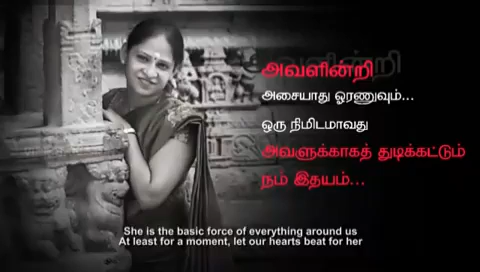 அவளின்றி
அசையாது ஓரணுவும்...
ஒரு நிமிடமாவது
அவளுக்காகத் துடிக்கட்டும்
நம் இதயம்...
She is the basic force of everything around us
At least for a moment, let our hearts beat for her